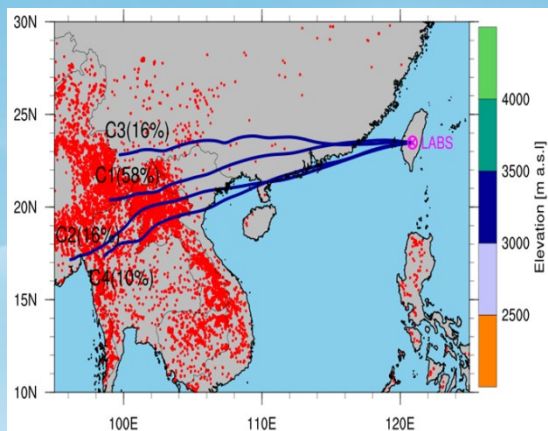 30N
25N
20N
15N
10N
100E
110E
120E
C3(16%)
C1(58%)
C2(16%)
C4(10%)
LABS
4000
3500
3000
2500
Elevation [m a.s.l]